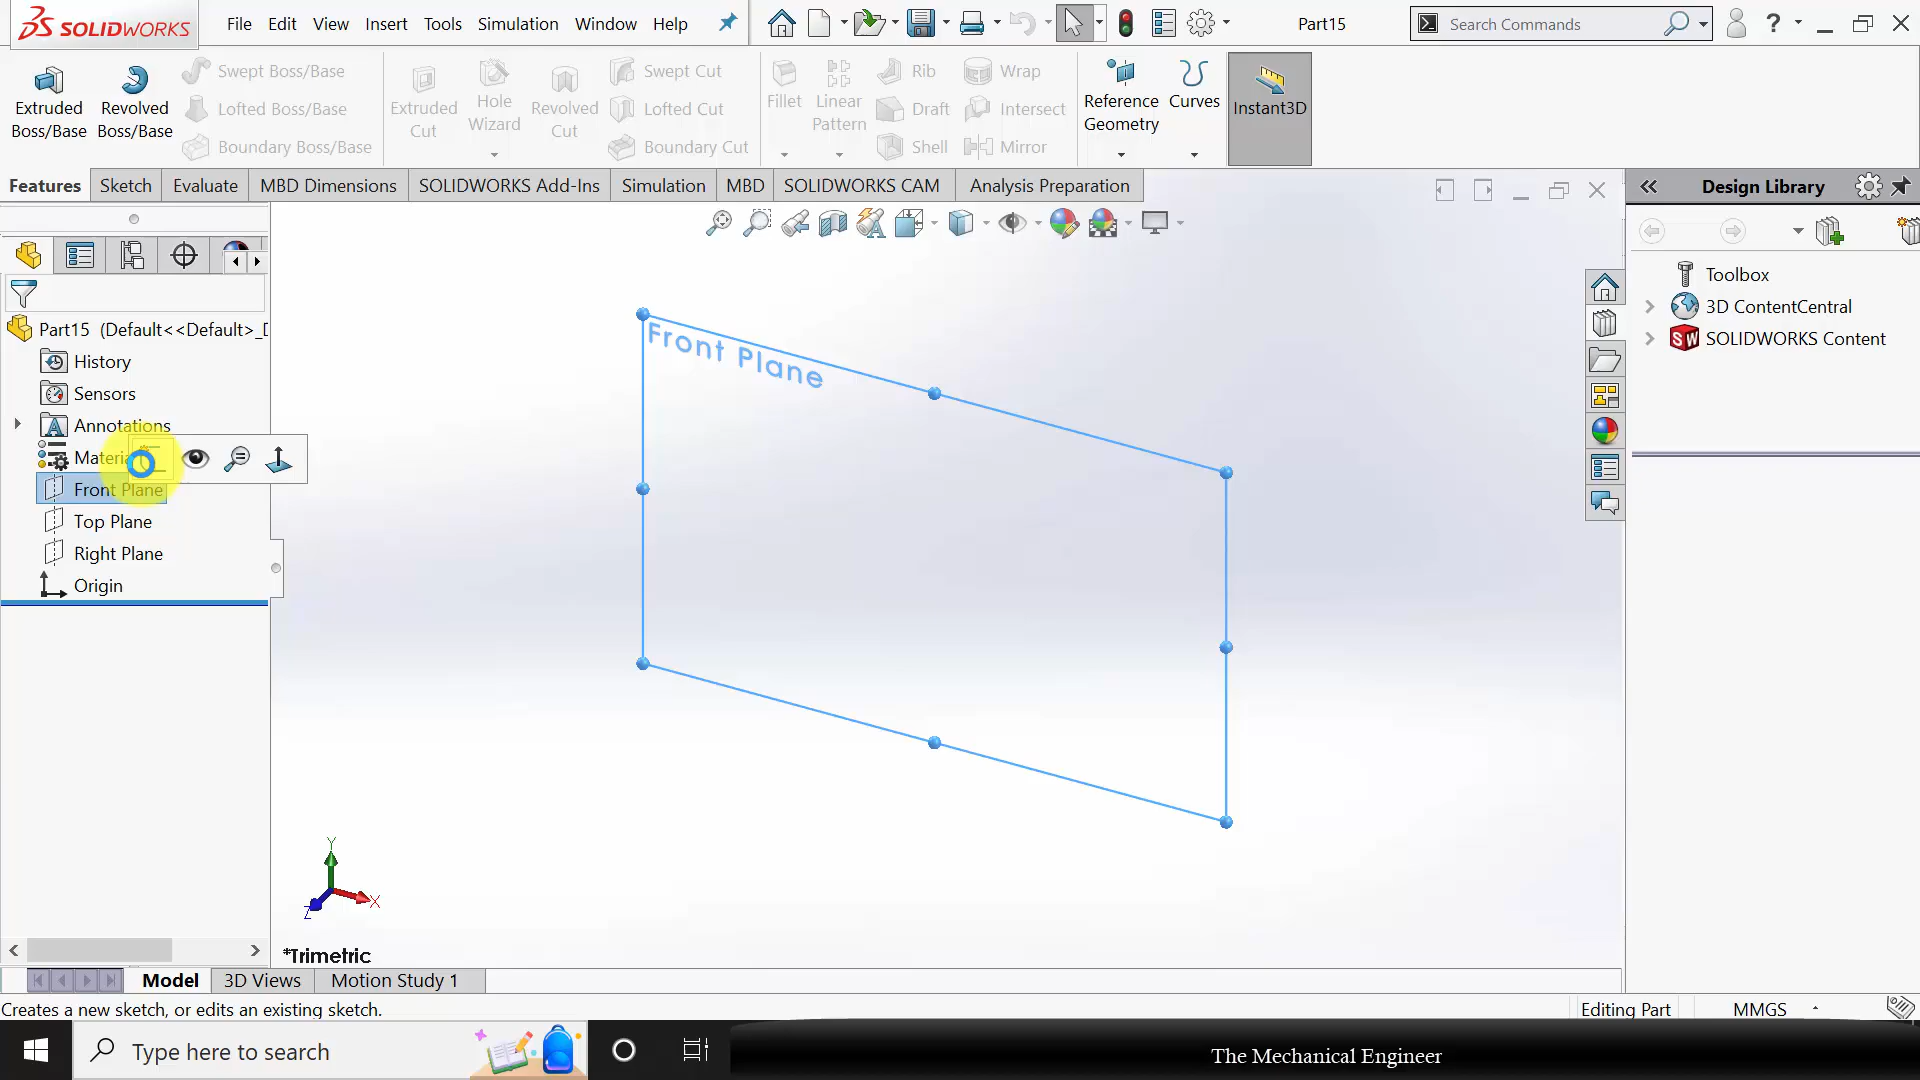 SOLIDWORKS File Edit View Insert Tools Simulation Window Help Part15 Search Commands ?
Extruded Boss/Base
Revolved Boss/Base
Swept Boss/Base
Lofted Boss/Base
Boundary Boss/Base
Extruded Cut
Hole Wizard
Revolved Cut
Swept Cut
Lofted Cut
Boundary Cut
Fillet
Linear Pattern
Rib
Draft
Shell
Wrap
Intersect
Mirror
Reference Geometry
Curves
Instant3D
Features Sketch Evaluate MBD Dimensions SOLIDWORKS Add-Ins Simulation MBD SOLIDWORKS CAM Analysis Preparation
Design Library
Toolbox
3D ContentCentral
SOLIDWORKS Content
Part15 (Default<<Default>_D
History
Sensors
Annotations
Front Plane
Top Plane
Right Plane
Origin
Front Plane
Y
X
Z
*Trimetric
Model 3D Views Motion Study 1
Creates a new sketch, or edits an existing sketch. Editing Part MMGS
Type here to search
The Mechanical Engineer